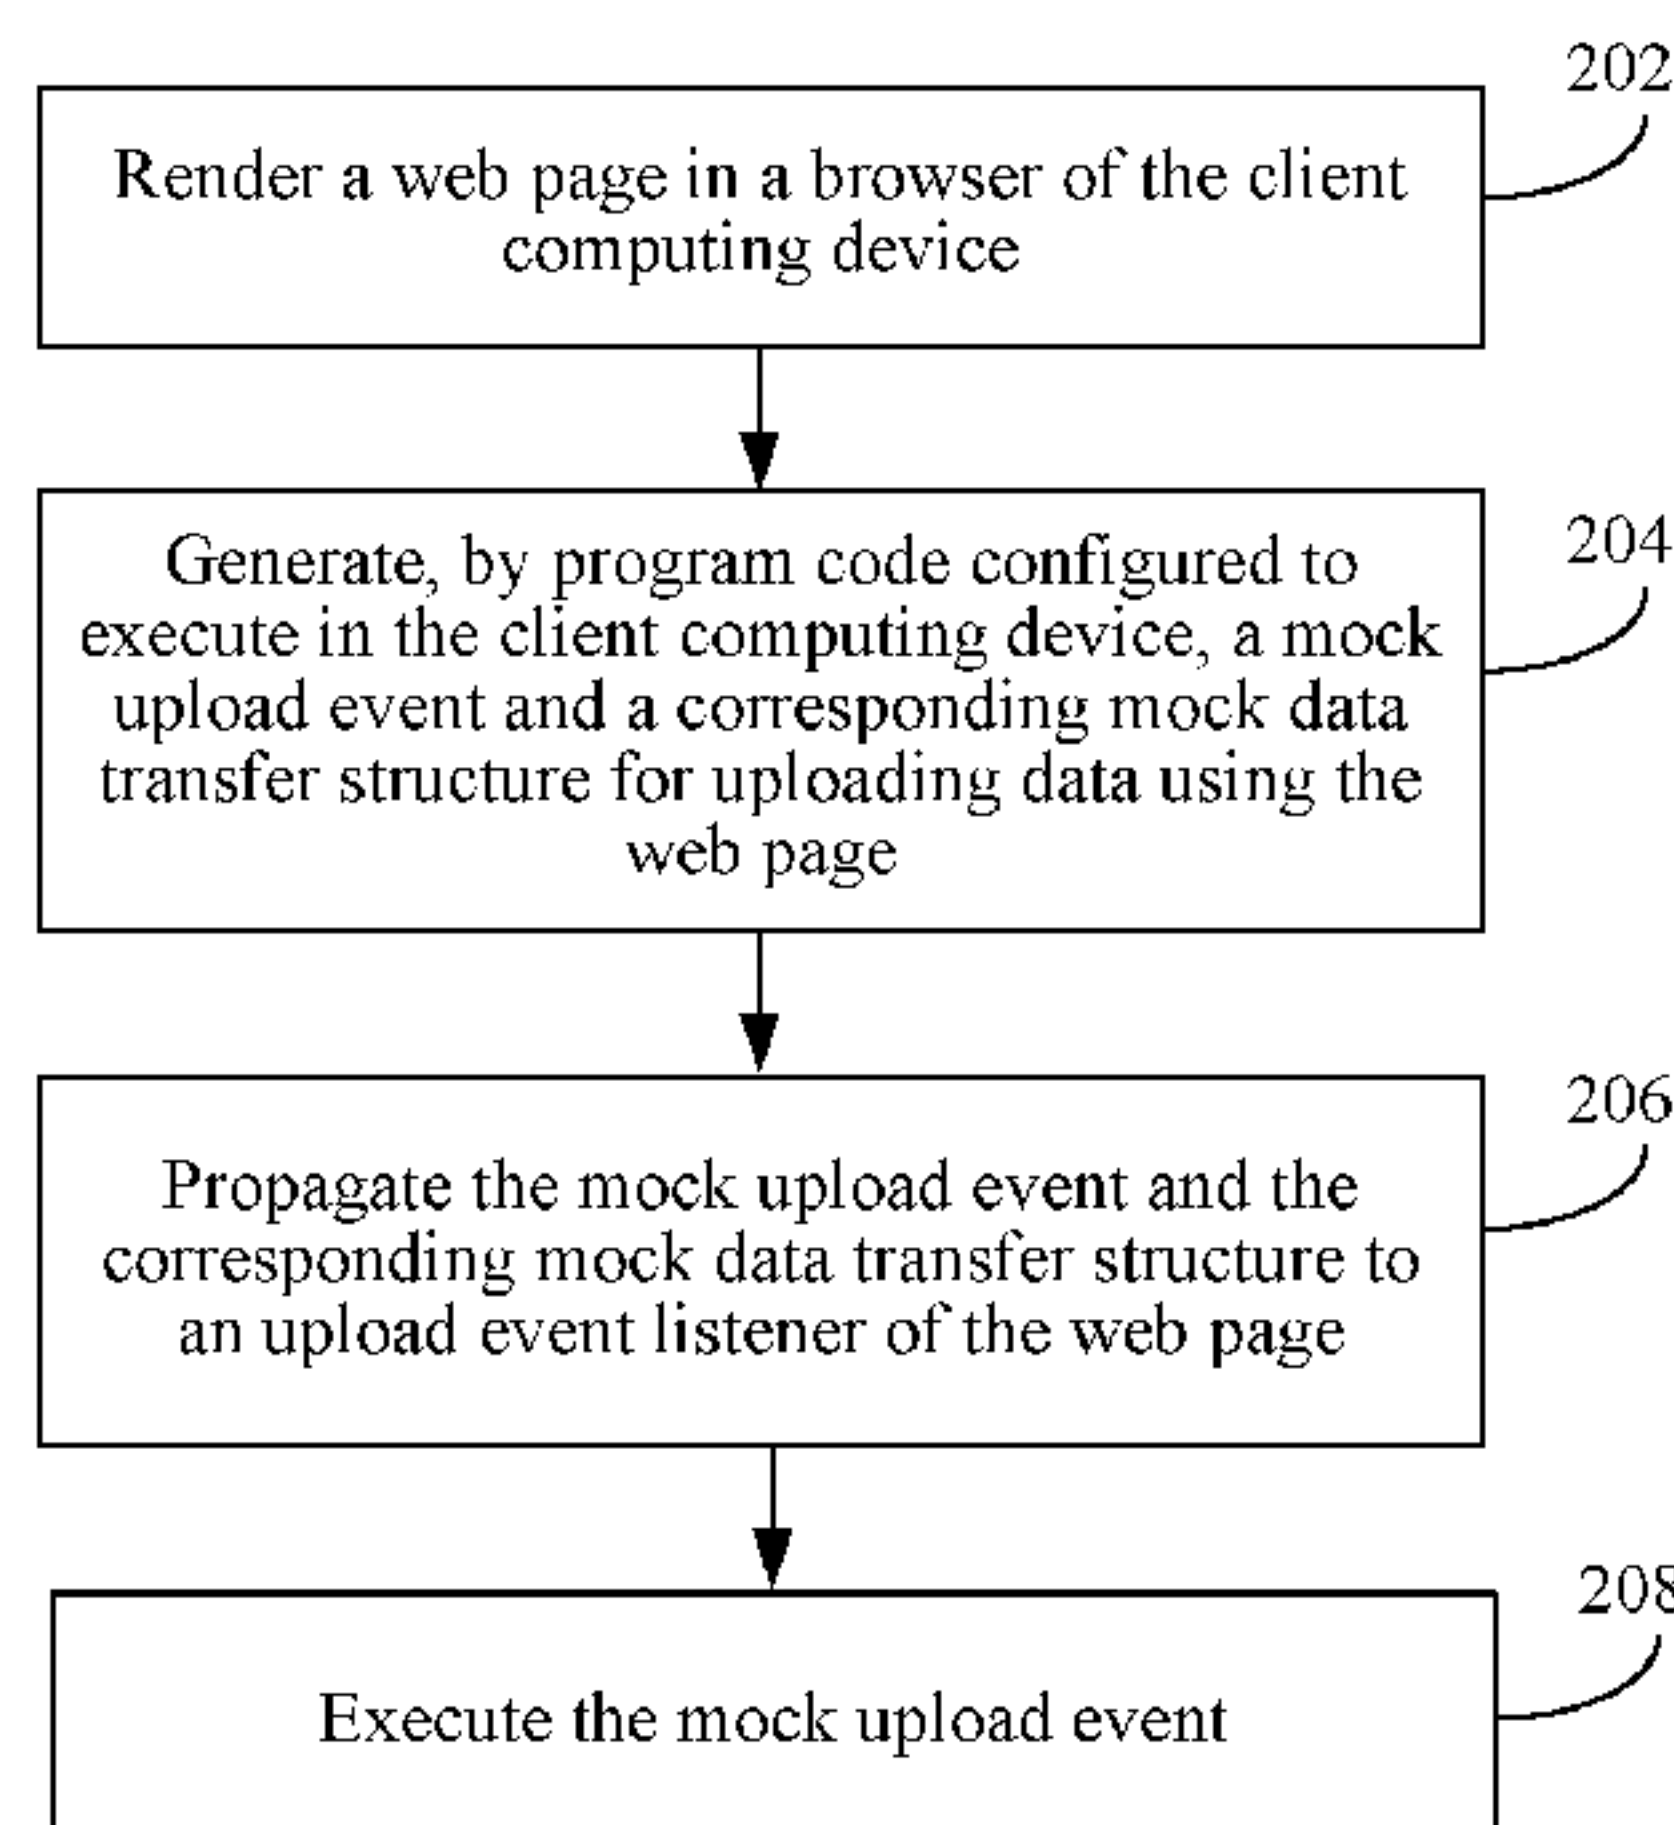 202
Render a web page in a browser of the client
computing device
204
Generate, by program code configured to
execute in the client computing device, a mock
upload event and a corresponding mock data
transfer structure for uploading data using the
web page
206
Propagate the mock upload event and the
corresponding mock data transfer structure to
an upload event listener of the web page
208
Execute the mock upload event